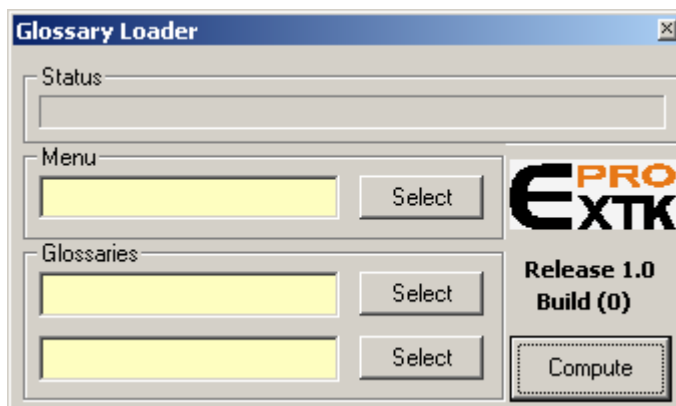 Glossary Loader
Status
Menu
Select
PRO
EXTK
Glossaries
Select
Release 1.0
Build (0)
Select
Compute